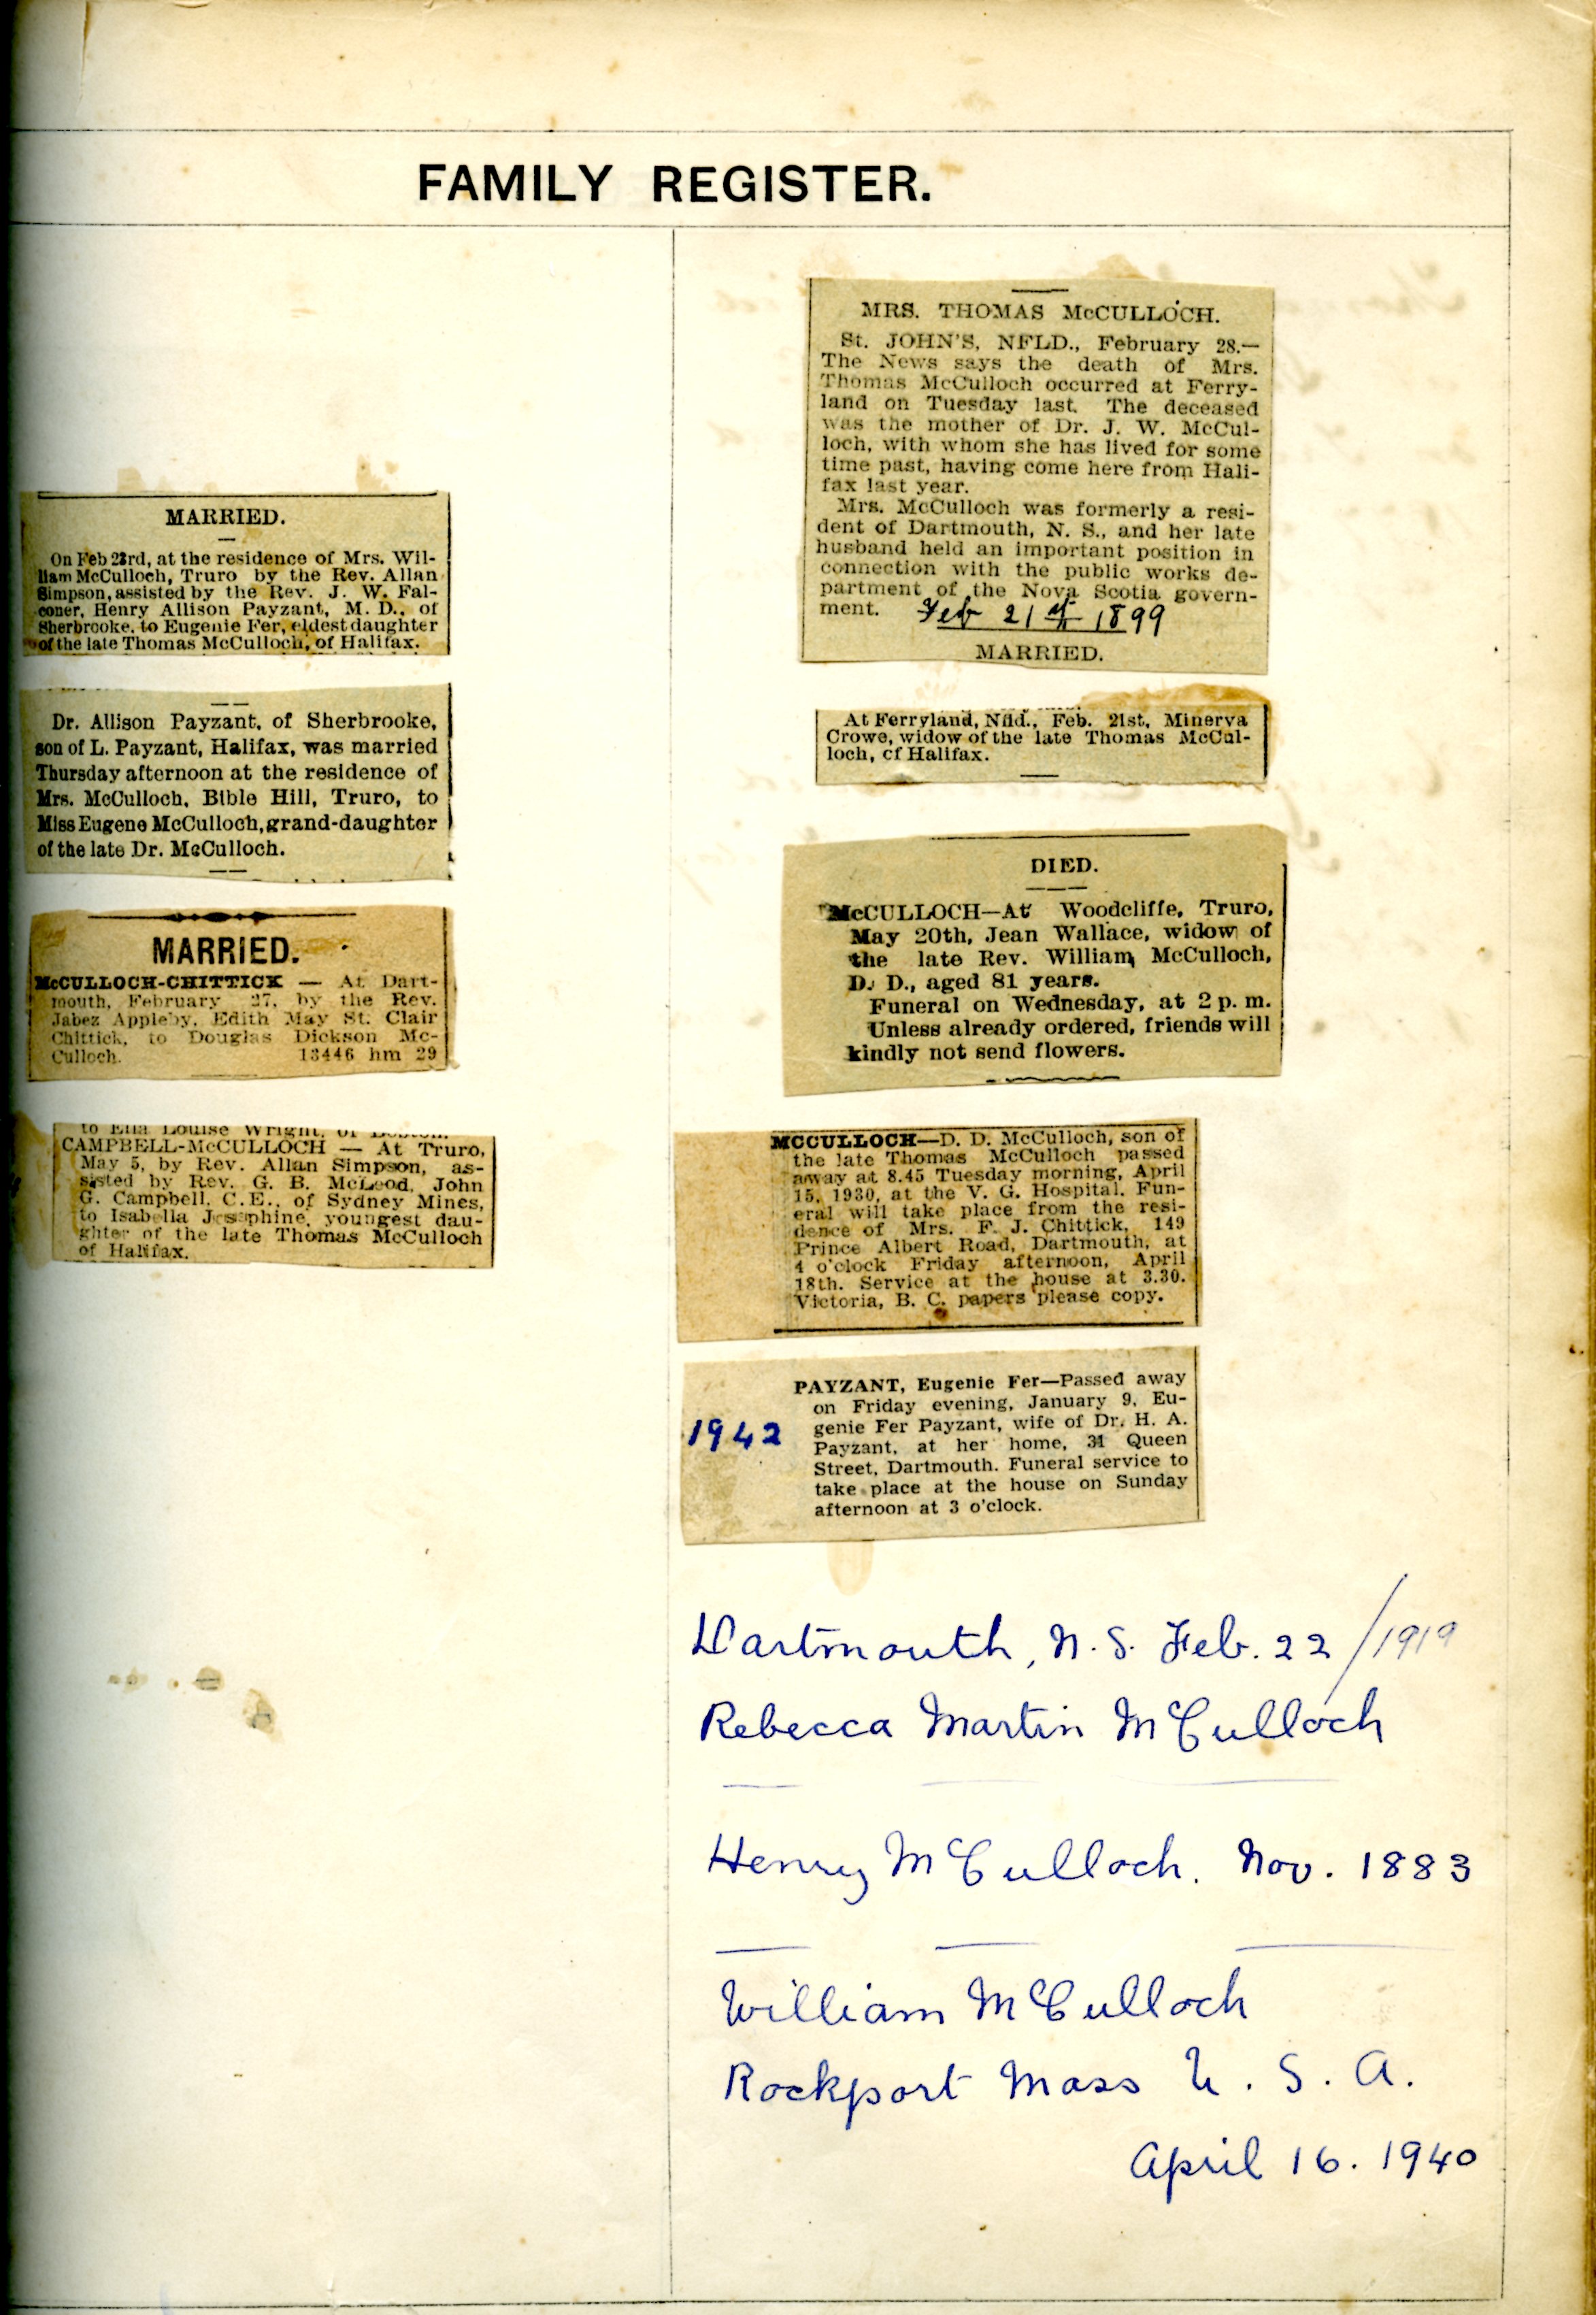 FAMILY REGISTER.
MARRIED.
On Feb 23rd, at the residence of Mrs. Wil-
liam McCulloch, Truro by the Rev. Allan
Simpson, assisted by the Rev. J. W. Fal-
coner, Henry Allison Payzant, M. D., of
Sherbrooke, to Eugenie Fer, eldest daughter
of the late Thomas McCulloch, of Halifax.
Dr. Allison Payzant, of Sherbrooke,
son of L. Payzant, Halifax, was married
Thursday afternoon at the residence of
Mrs. McCulloch, Bible Hill, Truro, to
Miss Eugene McCulloch, grand-daughter
of the late Dr. McCulloch.
MARRIED.
McCULLOCH-CHITTICK — At Dart-
mouth, February 27, by the Rev.
Jabez Appleby, Edith May St. Clair
Chittick, to Douglas Dickson Mc-
Culloch. 13446 hm 29
to Ella Louise Wright, of
CAMPBELL-McCULLOCH — At Truro,
May 5, by Rev. Allan Simpson, as-
sisted by Rev. G. B. McLeod, John
G. Campbell, C.E., of Sydney Mines,
to Isabella Josephine, youngest dau-
ghter of the late Thomas McCulloch
of Halifax.
MRS. THOMAS McCULLOCH.
St. JOHN'S, NFLD., February 28.—
The News says the death of Mrs.
Thomas McCulloch occurred at Ferry-
land on Tuesday last. The deceased
was the mother of Dr. J. W. McCul-
loch, with whom she has lived for some
time past, having come here from Hali-
fax last year.
Mrs. McCulloch was formerly a resi-
dent of Dartmouth, N. S., and her late
husband held an important position in
connection with the public works de-
partment of the Nova Scotia govern-
ment. Feb 21st 1899
MARRIED.
At Ferryland, Nfld., Feb. 21st, Minerva
Crowe, widow of the late Thomas McCul-
loch, of Halifax.
DIED.
McCULLOCH—At Woodcliffe, Truro,
May 20th, Jean Wallace, widow of
the late Rev. William McCulloch,
D. D., aged 81 years.
Funeral on Wednesday, at 2 p. m.
Unless already ordered, friends will
kindly not send flowers.
MCCULLOCH—D. D. McCulloch, son of
the late Thomas McCulloch passed
away at 8.45 Tuesday morning, April
15, 1930, at the V. G. Hospital. Fun-
eral will take place from the resi-
dence of Mrs. F. J. Chittick, 149
Prince Albert Road, Dartmouth, at
4 o'clock Friday afternoon, April
18th. Service at the house at 3.30.
Victoria, B. C. papers please copy.
1942
PAYZANT, Eugenie Fer—Passed away
on Friday evening, January 9, Eu-
genie Fer Payzant, wife of Dr. H. A.
Payzant, at her home, 31 Queen
Street, Dartmouth. Funeral service to
take place at the house on Sunday
afternoon at 3 o'clock.
Dartmouth, N. S. Feb. 22 / 1919
Rebecca Martin McCulloch
Henry McCulloch. Nov. 1883
William McCulloch
Rockport Mass U. S. A.
April 16. 1940